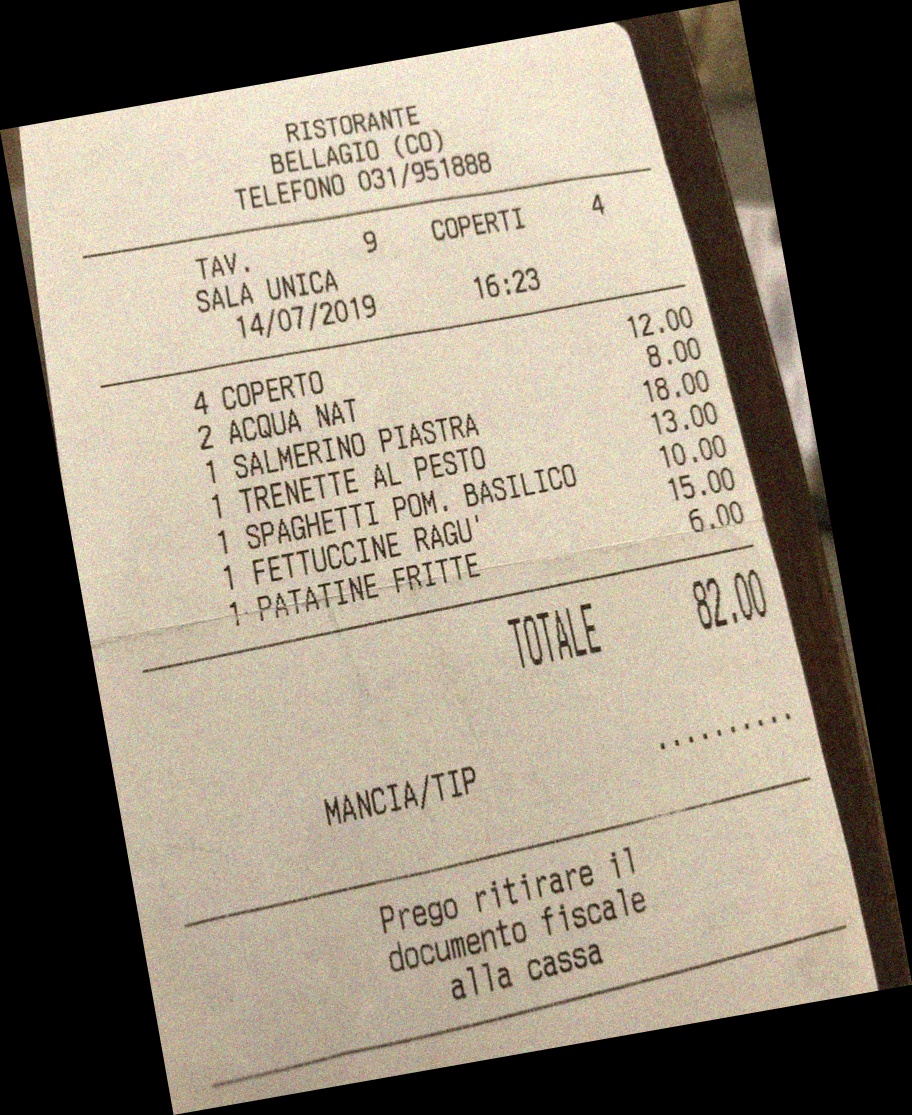 RISTORANTE
BELLAGIO (CO)
TELEFONO 031/951888
TAV. 9 COPERTI 4
SALA UNICA
14/07/2019 16:23
4 COPERTO 12.00
2 ACQUA NAT 8.00
1 SALMERINO PIASTRA 18.00
1 TRENETTE AL PESTO 13.00
1 SPAGHETTI POM. BASILICO 10.00
1 FETTUCCINE RAGU' 15.00
1 PATATINE FRITTE 6.00
TOTALE 82.00
MANCIA/TIP ..........
Prego ritirare il
documento fiscale
alla cassa